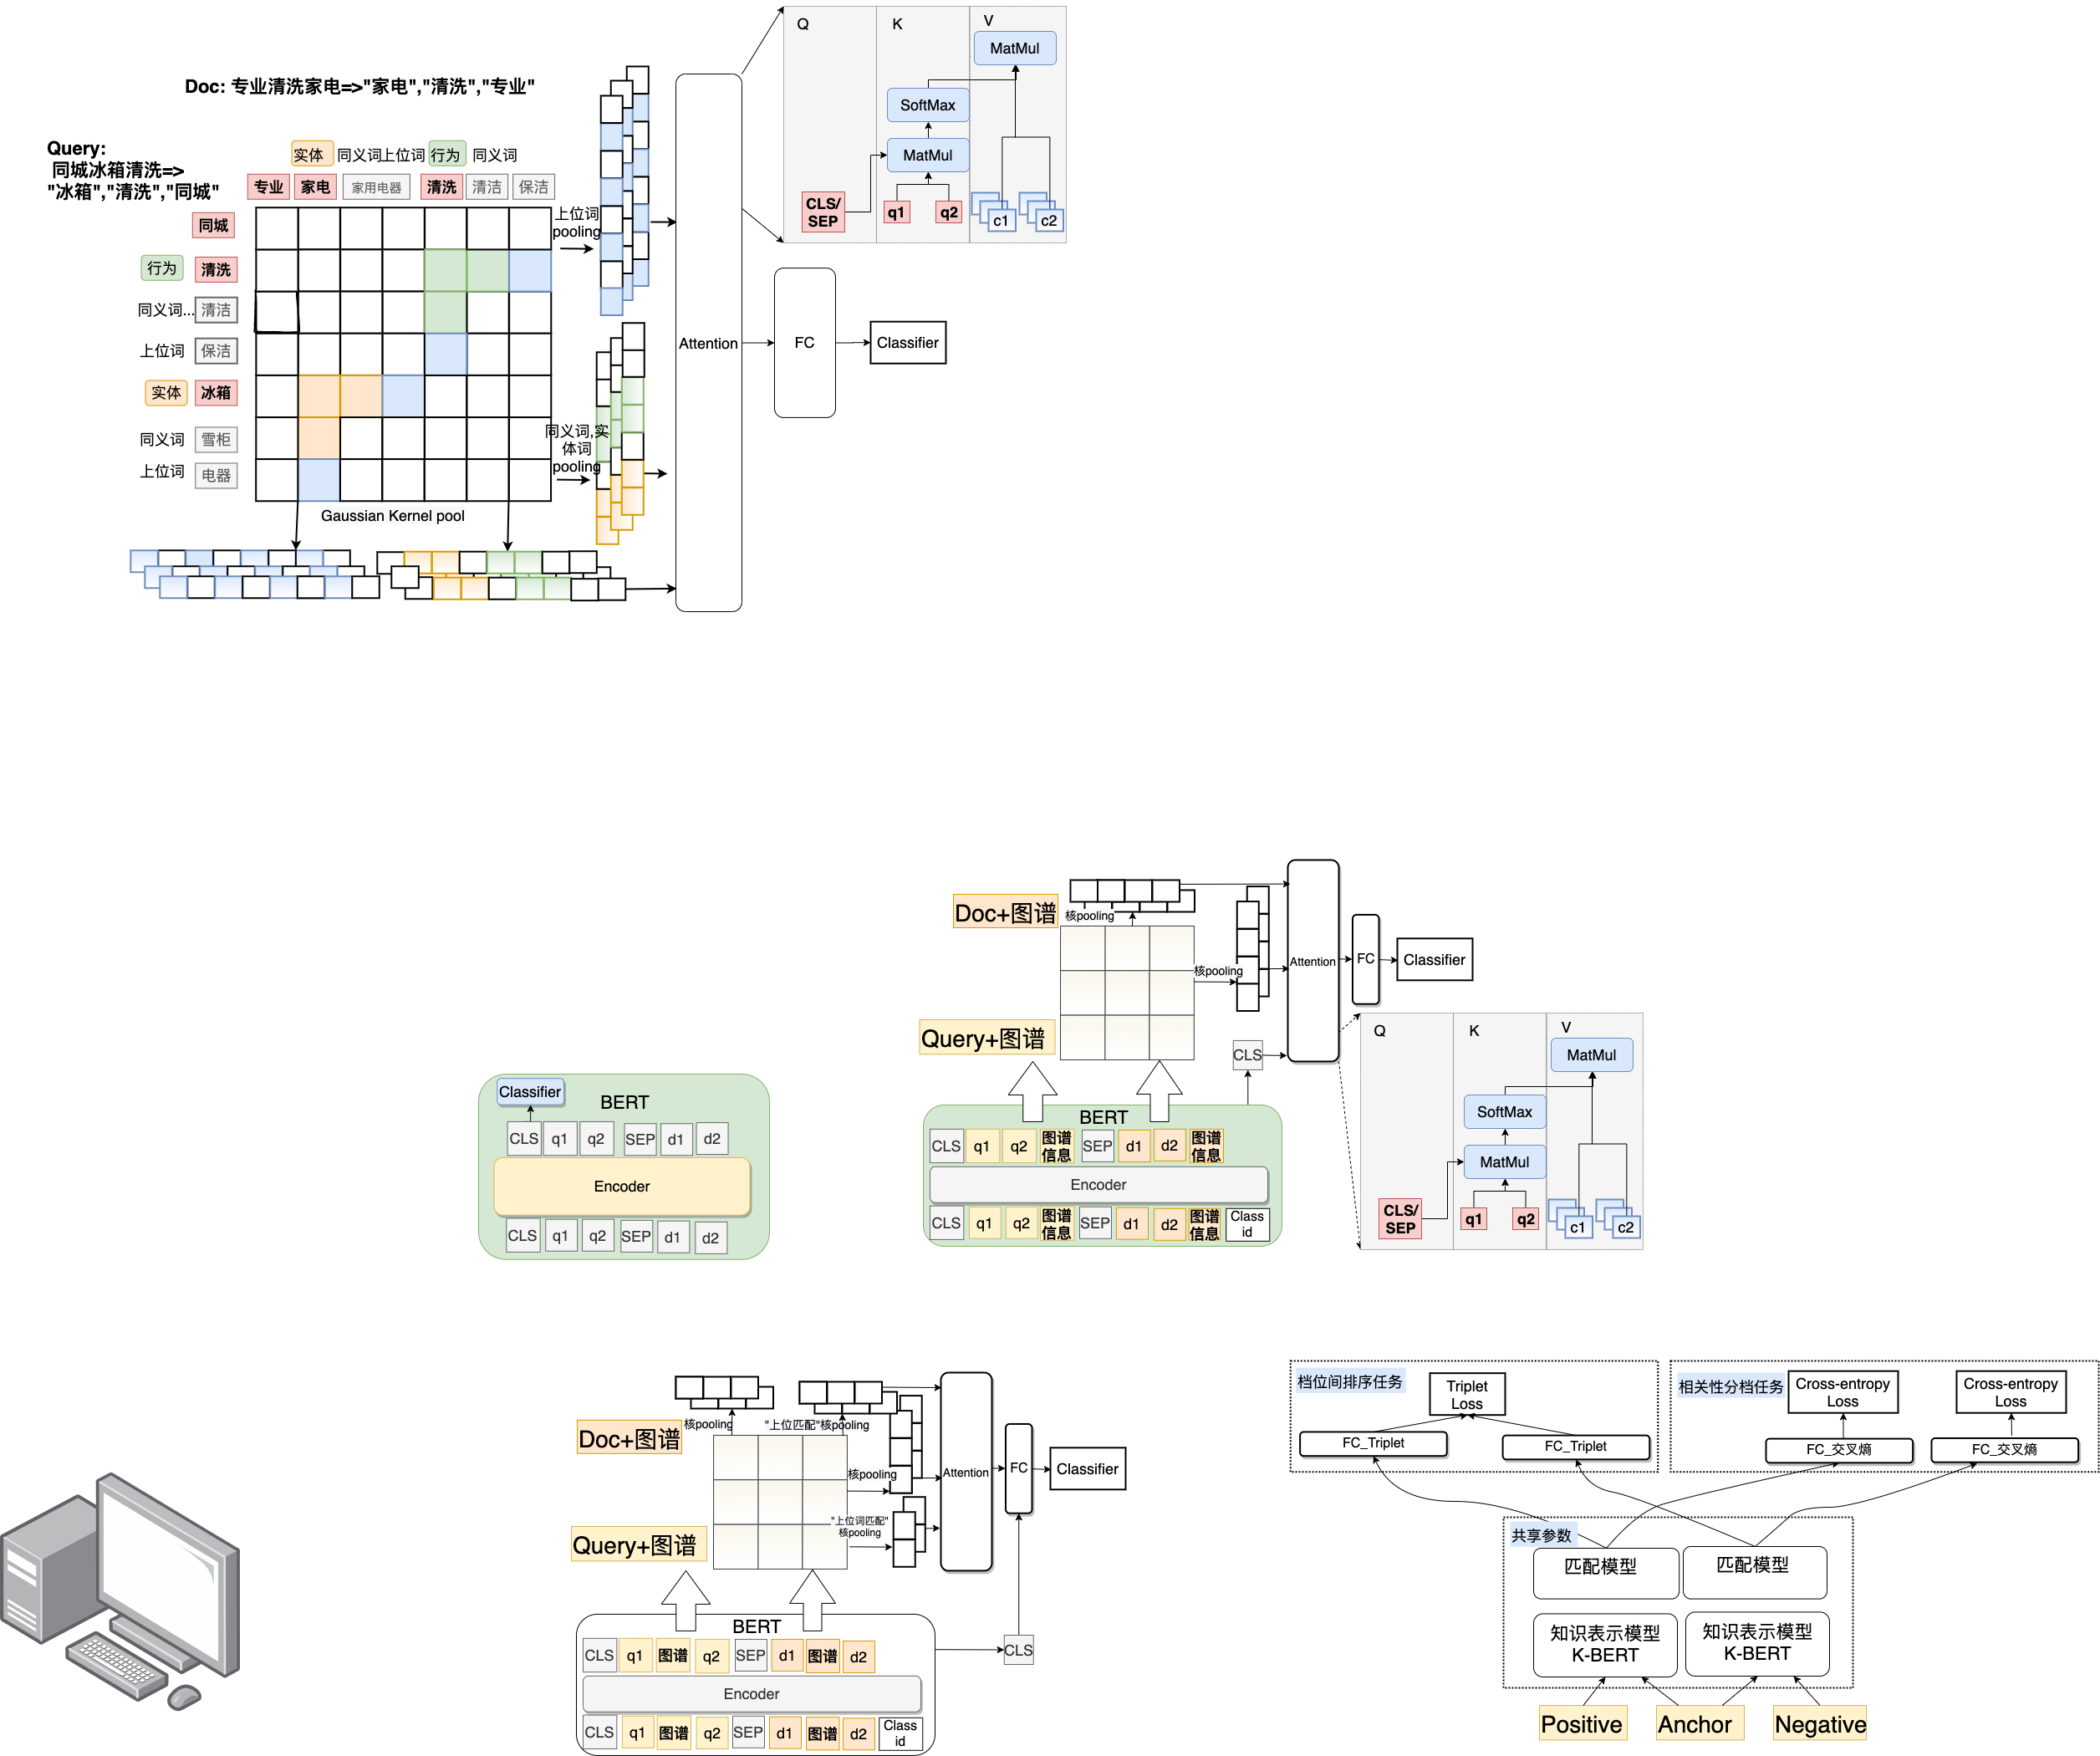 Doc: 专业清洗家电=>"家电","清洗","专业"
Query:
同城冰箱清洗=>
"冰箱","清洗","同城"
实体
同义词上位词
行为
同义词
专业
家电
家用电器
清洗
清洁
保洁
同城
行为
清洗
同义词...
清洁
上位词
保洁
实体
冰箱
同义词
雪柜
上位词
电器
Gaussian Kernel pool
上位词
pooling
同义词,实
体词
pooling
Attention
FC
Classifier
Q
K
V
MatMul
SoftMax
MatMul
CLS/
SEP
q1
q2
c1
c2
Doc+图谱
核pooling
核pooling
Query+图谱
CLS
Attention
FC
Classifier
Q
K
V
MatMul
SoftMax
MatMul
CLS/
SEP
q1
q2
c1
c2
BERT
CLS
q1
q2
图谱
信息
SEP
d1
d2
图谱
信息
Encoder
CLS
q1
q2
图谱
信息
SEP
d1
d2
图谱
信息
Class
id
Classifier
BERT
CLS
q1
q2
SEP
d1
d2
Encoder
CLS
q1
q2
SEP
d1
d2
Doc+图谱
核pooling
"上位匹配"核pooling
核pooling
"上位词匹配"
核pooling
Query+图谱
Attention
FC
Classifier
BERT
CLS
q1
图谱
q2
SEP
d1
图谱
d2
CLS
Encoder
CLS
q1
图谱
q2
SEP
d1
图谱
d2
Class
id
档位间排序任务
Triplet
Loss
FC_Triplet
FC_Triplet
相关性分档任务
Cross-entropy
Loss
Cross-entropy
Loss
FC_交叉熵
FC_交叉熵
共享参数
匹配模型
匹配模型
知识表示模型
K-BERT
知识表示模型
K-BERT
Positive
Anchor
Negative